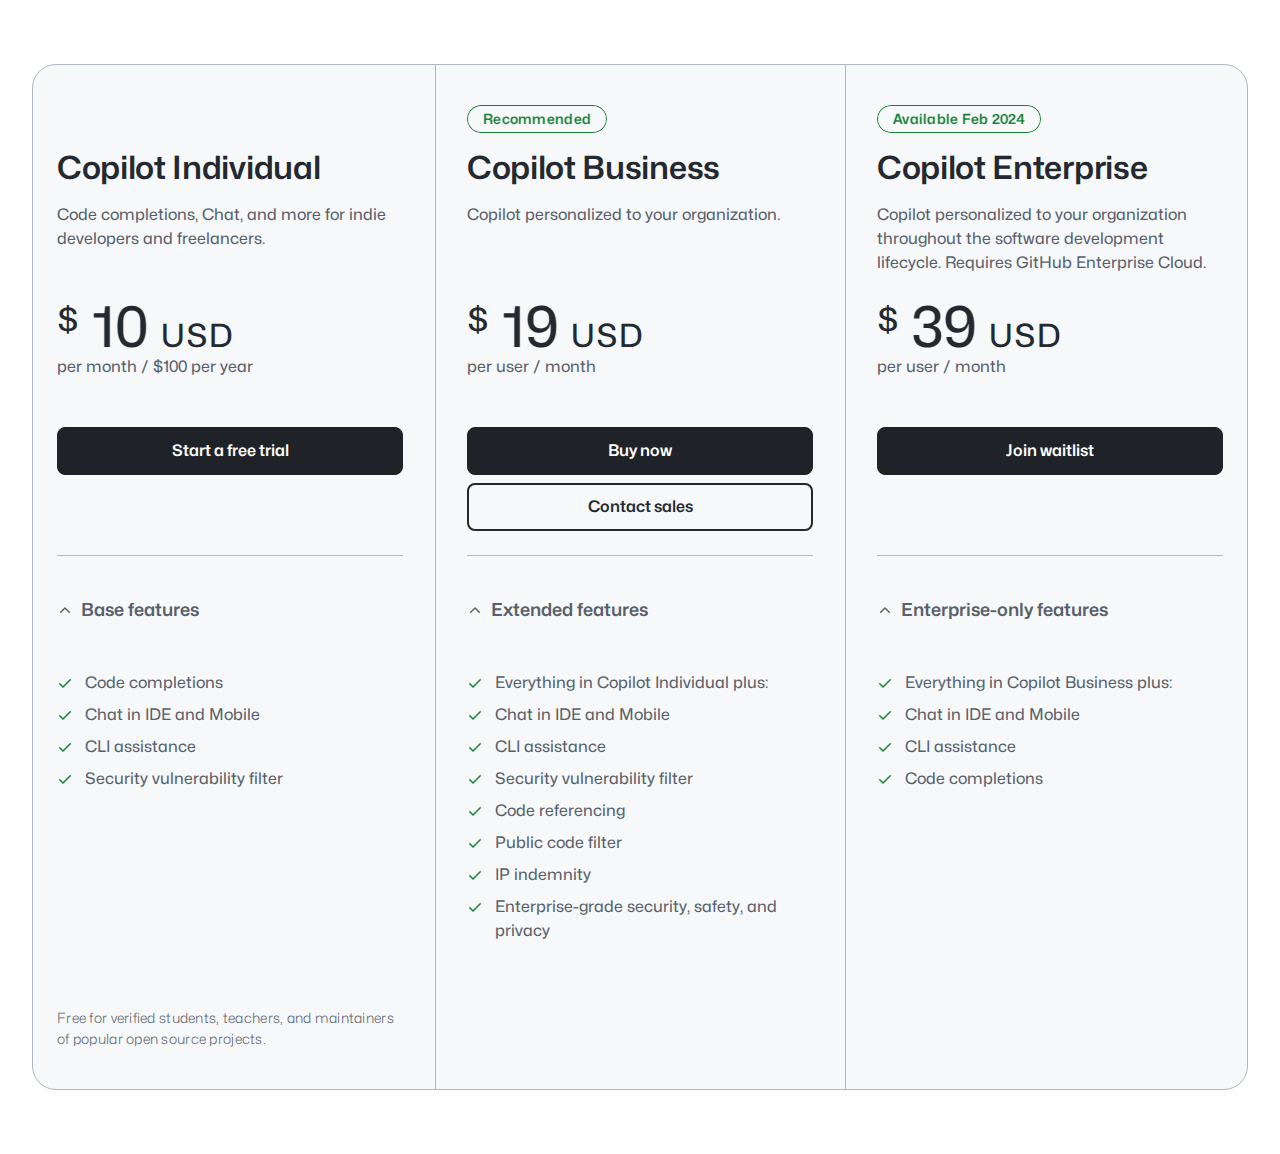 Copilot Individual
Code completions, Chat, and more for indie
developers and freelancers.
$ 10 USD
per month / $100 per year
Start a free trial
Base features
Code completions
Chat in IDE and Mobile
CLI assistance
Security vulnerability filter
Free for verified students, teachers, and maintainers
of popular open source projects.
Recommended
Copilot Business
Copilot personalized to your organization.
$ 19 USD
per user / month
Buy now
Contact sales
Extended features
Everything in Copilot Individual plus:
Chat in IDE and Mobile
CLI assistance
Security vulnerability filter
Code referencing
Public code filter
IP indemnity
Enterprise-grade security, safety, and
privacy
Available Feb 2024
Copilot Enterprise
Copilot personalized to your organization
throughout the software development
lifecycle. Requires GitHub Enterprise Cloud.
$ 39 USD
per user / month
Join waitlist
Enterprise-only features
Everything in Copilot Business plus:
Chat in IDE and Mobile
CLI assistance
Code completions